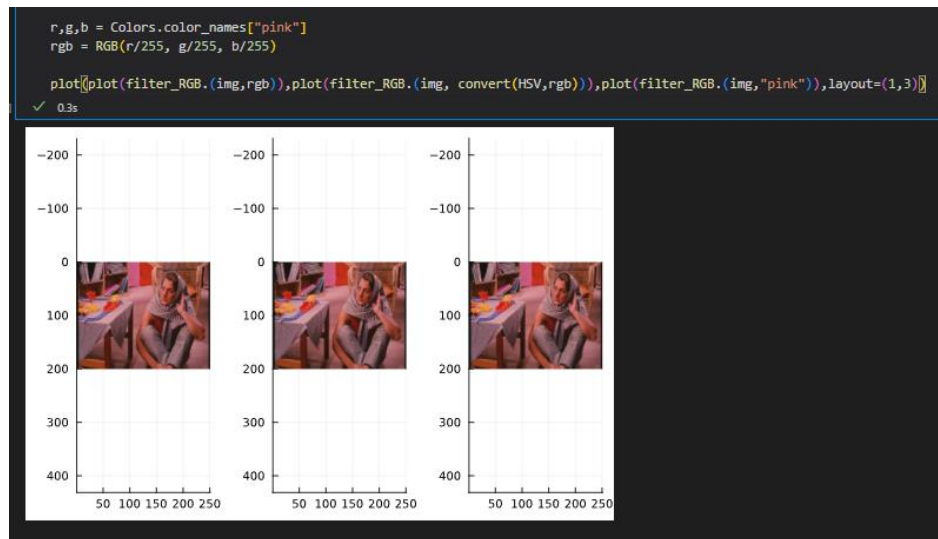 r,g,b = Colors.color_names["pink"]
rgb = RGB(r/255, g/255, b/255)
plot(plot(filter_RGB.(img,rgb)),plot(filter_RGB.(img, convert(HSV,rgb))),plot(filter_RGB.(img,"pink")),layout=(1,3))
✓ 0.3s
-200 -200 -200
-100 -100 -100
0 0 0
100 100 100
200 200 200
300 300 300
400 400 400
50 100 150 200 250 50 100 150 200 250 50 100 150 200 250